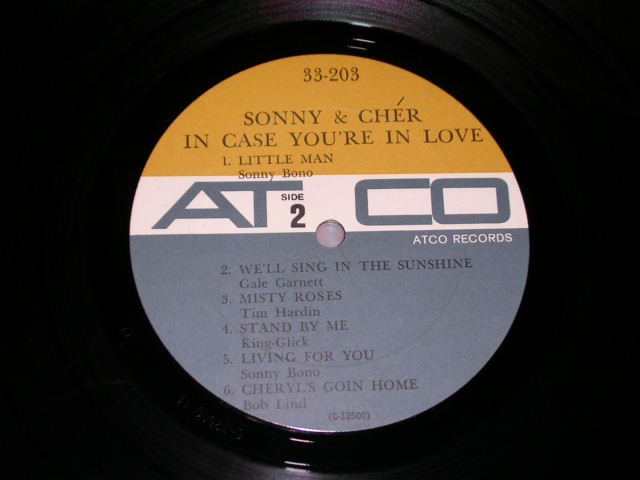 33-203
SONNY & CHÉR
IN CASE YOU'RE IN LOVE
1. LITTLE MAN
Sonny Bono
ATCO
SIDE
2
ATCO RECORDS
2. WE'LL SING IN THE SUNSHINE
Gale Garnett
3. MISTY ROSES
Tim Hardin
4. STAND BY ME
King-Glick
5. LIVING FOR YOU
Sonny Bono
6. CHERYL'S GOIN HOME
Bob Lind
(C-12500)